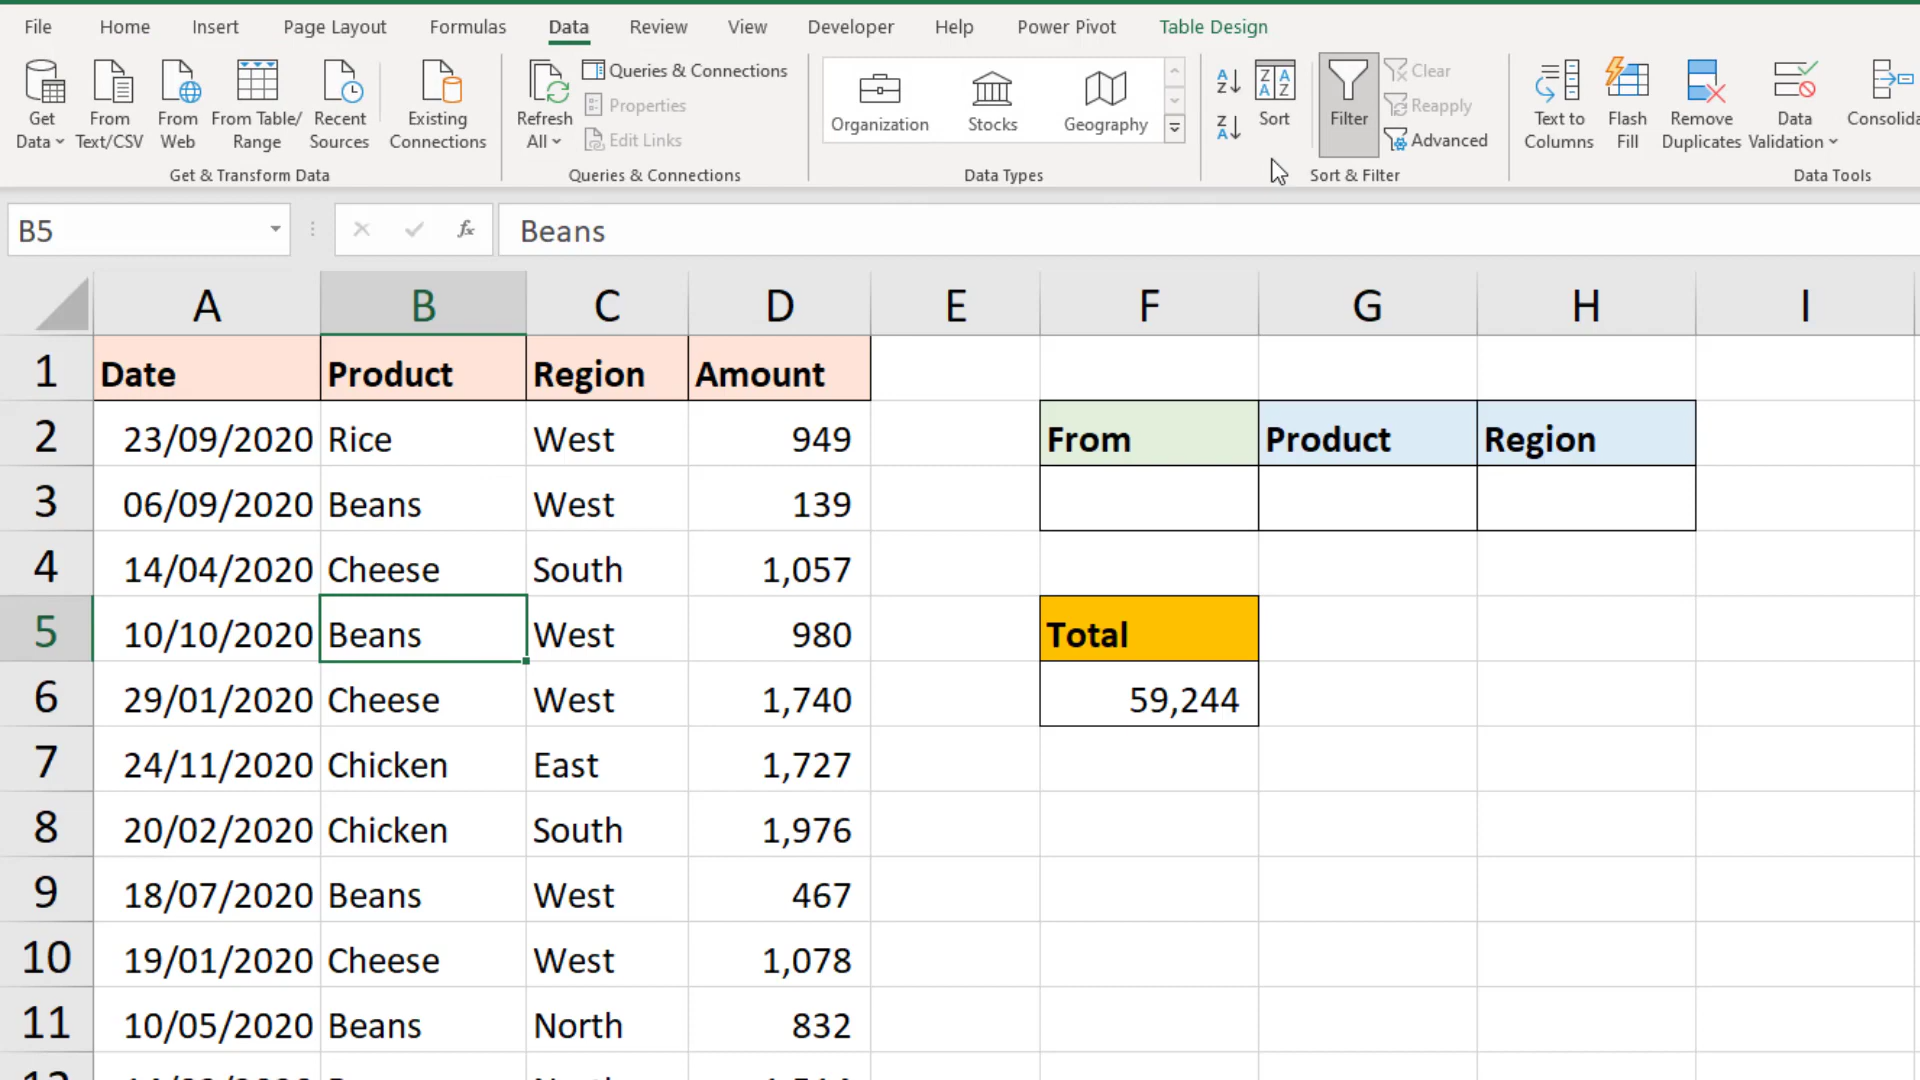 File Home Insert Page Layout Formulas Data Review View Developer Help Power Pivot Table Design
Get Data
From Text/CSV
From Web
From Table/ Range
Recent Sources
Existing Connections
Get & Transform Data
Refresh All
Queries & Connections
Properties
Edit Links
Queries & Connections
Organization
Stocks
Geography
Data Types
Sort
Filter
Clear
Reapply
Advanced
Sort & Filter
Text to Columns
Flash Fill
Remove Duplicates
Data Validation
Consolida
Data Tools
B5 fx Beans
A B C D E F G H I
1 Date Product Region Amount
2 23/09/2020 Rice West 949 From Product Region
3 06/09/2020 Beans West 139
4 14/04/2020 Cheese South 1,057
5 10/10/2020 Beans West 980 Total
6 29/01/2020 Cheese West 1,740 59,244
7 24/11/2020 Chicken East 1,727
8 20/02/2020 Chicken South 1,976
9 18/07/2020 Beans West 467
10 19/01/2020 Cheese West 1,078
11 10/05/2020 Beans North 832